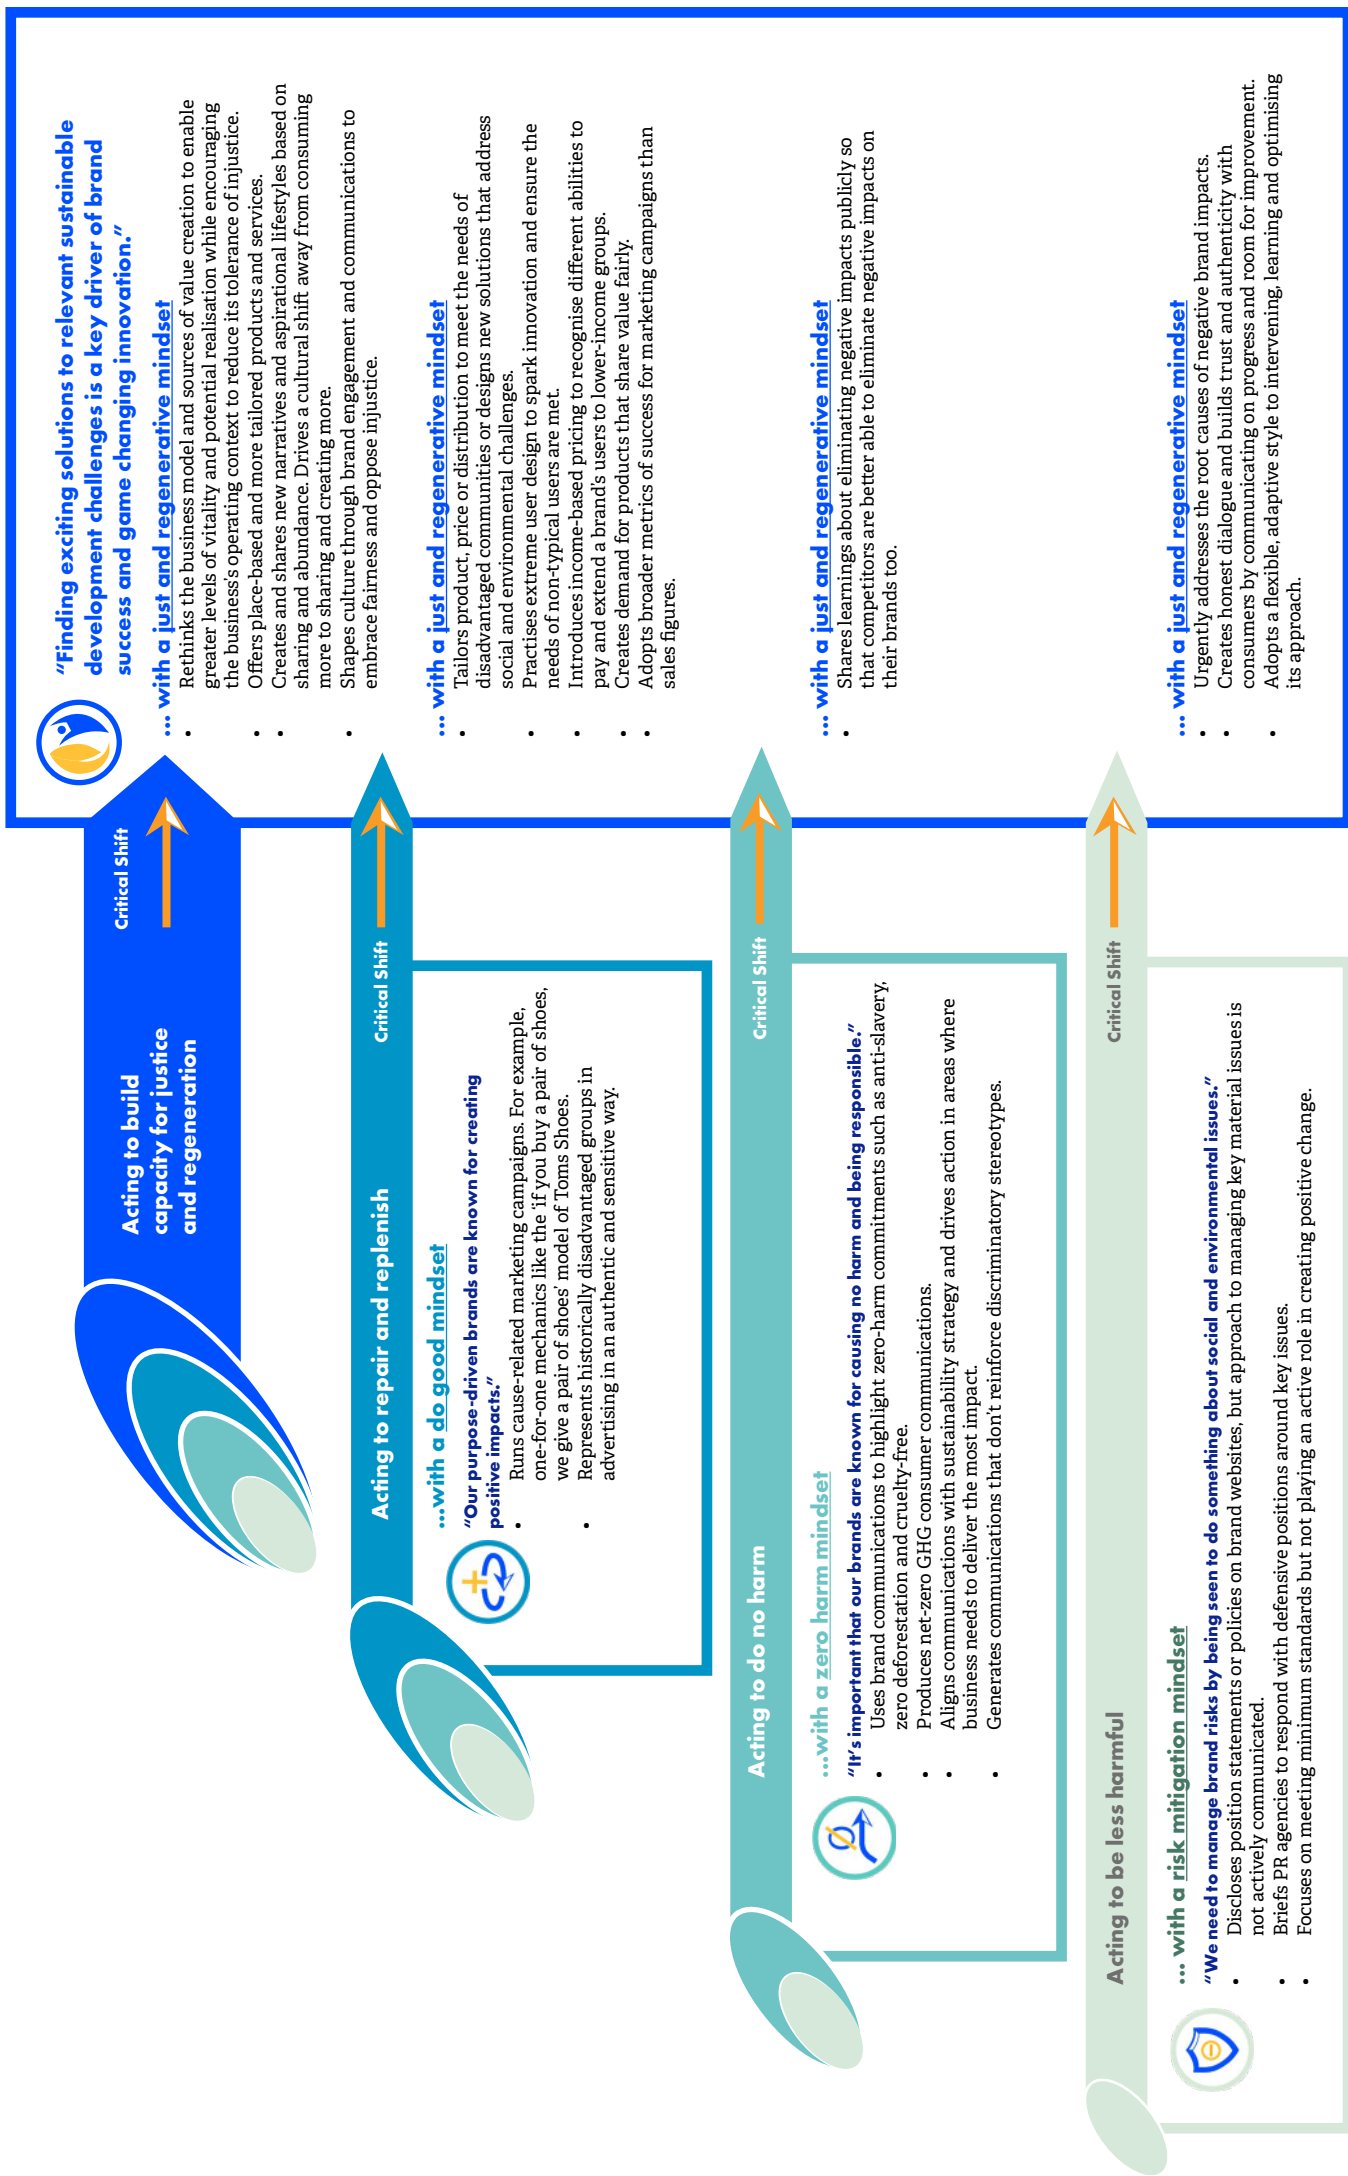 Acting to build
capacity for justice
and regeneration
Critical Shift
“Finding exciting solutions to relevant sustainable
development challenges is a key driver of brand
success and game changing innovation.”
... with a just and regenerative mindset
• Rethinks the business model and sources of value creation to enable
greater levels of vitality and potential realisation while encouraging
the business’s operating context to reduce its tolerance of injustice.
• Offers place-based and more tailored products and services.
• Creates and shares new narratives and aspirational lifestyles based on
sharing and abundance. Drives a cultural shift away from consuming
more to sharing and creating more.
• Shapes culture through brand engagement and communications to
embrace fairness and oppose injustice.
Acting to repair and replenish
Critical Shift
...with a do good mindset
“Our purpose-driven brands are known for creating
positive impacts.”
• Runs cause-related marketing campaigns. For example,
one-for-one mechanics like the ‘if you buy a pair of shoes,
we give a pair of shoes’ model of Toms Shoes.
• Represents historically disadvantaged groups in
advertising in an authentic and sensitive way.
... with a just and regenerative mindset
• Tailors product, price or distribution to meet the needs of
disadvantaged communities or designs new solutions that address
social and environmental challenges.
• Practises extreme user design to spark innovation and ensure the
needs of non-typical users are met.
• Introduces income-based pricing to recognise different abilities to
pay and extend a brand’s users to lower-income groups.
• Creates demand for products that share value fairly.
• Adopts broader metrics of success for marketing campaigns than
sales figures.
Acting to do no harm
Critical Shift
...with a zero harm mindset
“It’s important that our brands are known for causing no harm and being responsible.”
• Uses brand communications to highlight zero-harm commitments such as anti-slavery,
zero deforestation and cruelty-free.
• Produces net-zero GHG consumer communications.
• Aligns communications with sustainability strategy and drives action in areas where
business needs to deliver the most impact.
• Generates communications that don’t reinforce discriminatory stereotypes.
... with a just and regenerative mindset
• Shares learnings about eliminating negative impacts publicly so
that competitors are better able to eliminate negative impacts on
their brands too.
Acting to be less harmful
Critical Shift
... with a risk mitigation mindset
“We need to manage brand risks by being seen to do something about social and environmental issues.”
• Discloses position statements or policies on brand websites, but approach to managing key material issues is
not actively communicated.
• Briefs PR agencies to respond with defensive positions around key issues.
• Focuses on meeting minimum standards but not playing an active role in creating positive change.
... with a just and regenerative mindset
• Urgently addresses the root causes of negative brand impacts.
• Creates honest dialogue and builds trust and authenticity with
consumers by communicating on progress and room for improvement.
• Adopts a flexible, adaptive style to intervening, learning and optimising
its approach.